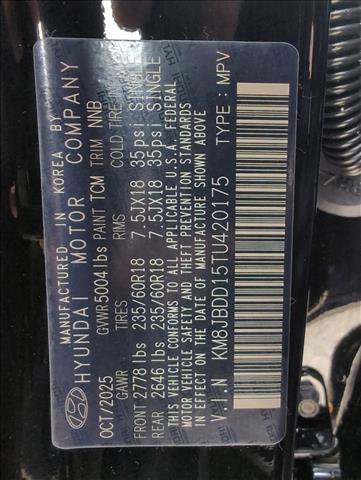 MANUFACTURED IN KOREA BY
HYUNDAI MOTOR COMPANY
OCT/2025 GVWR 5004 lbs PAINT TCM TRIM NNB
GAWR TIRES RIMS COLD TIRE
FRONT 2778 lbs 235/60R18 7.5JX18 35psi SINGLE
REAR 2646 lbs 235/60R18 7.5JX18 35psi SINGLE
THIS VEHICLE CONFORMS TO ALL APPLICABLE U.S.A. FEDERAL
MOTOR VEHICLE SAFETY AND THEFT PREVENTION STANDARDS
IN EFFECT ON THE DATE OF MANUFACTURE SHOWN ABOVE
V.I.N KM8JBDD15TU420175 TYPE : MPV